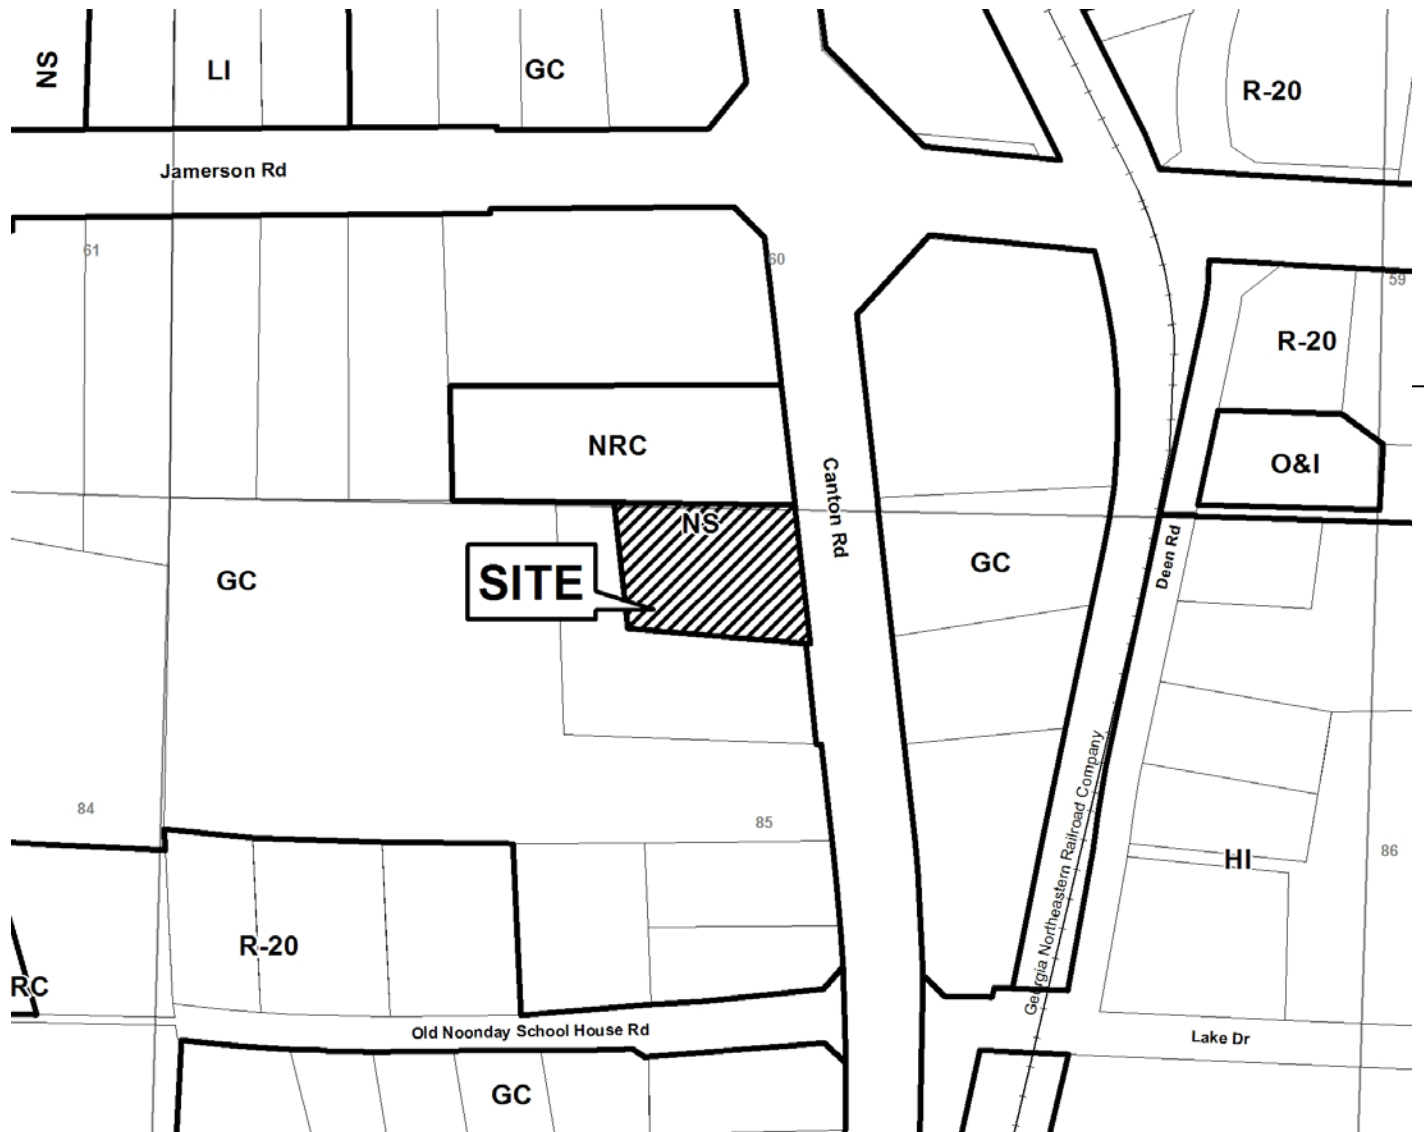 NS
LI
GC
R-20
Jamerson Rd
61
60
59
R-20
NRC
O&I
Canton Rd
NS
SITE
GC
GC
Deen Rd
84
85
86
HI
Georgia Northeastern Railroad Company
R-20
RC
Old Noonday School House Rd
Lake Dr
GC